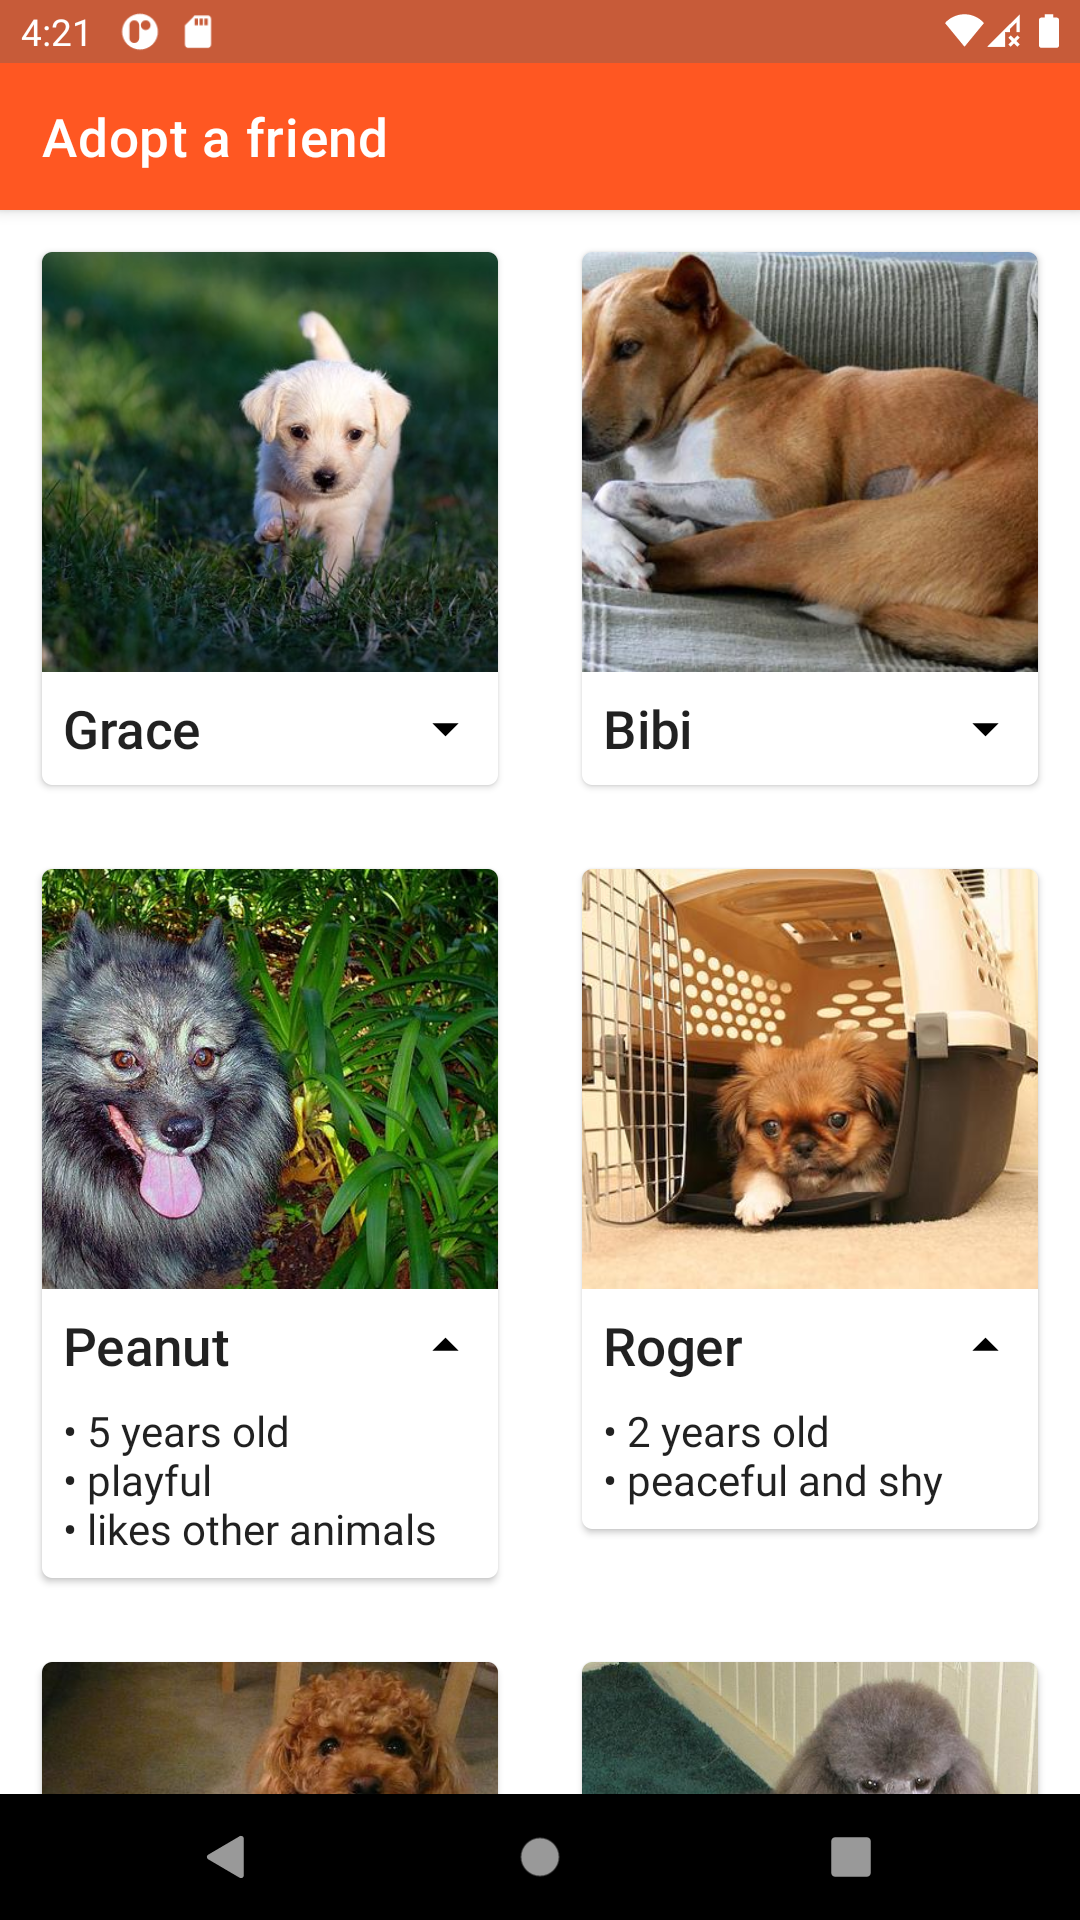 4:21
Adopt a friend
Grace
Bibi
Peanut
• 5 years old
• playful
• likes other animals
Roger
• 2 years old
• peaceful and shy